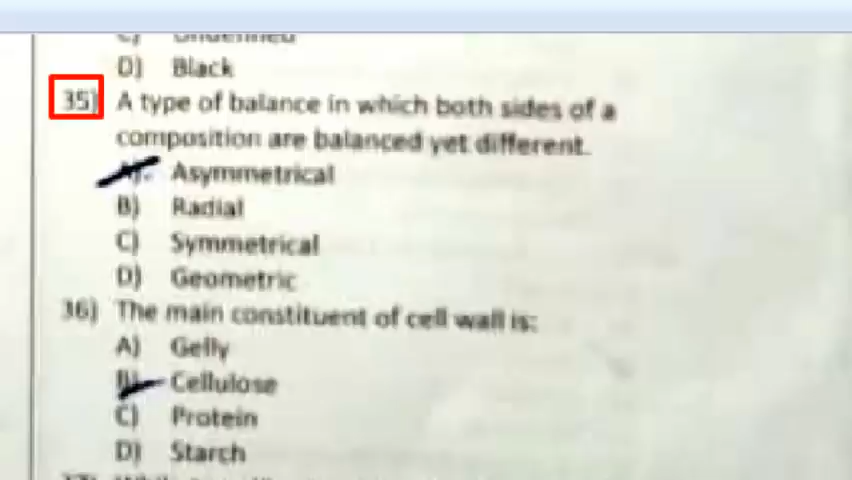 D) Black
35) A type of balance in which both sides of a
composition are balanced yet different.
A). Asymmetrical
B) Radial
C) Symmetrical
D) Geometric
36) The main constituent of cell wall is:
A) Gelly
B) Cellulose
C) Protein
D) Starch